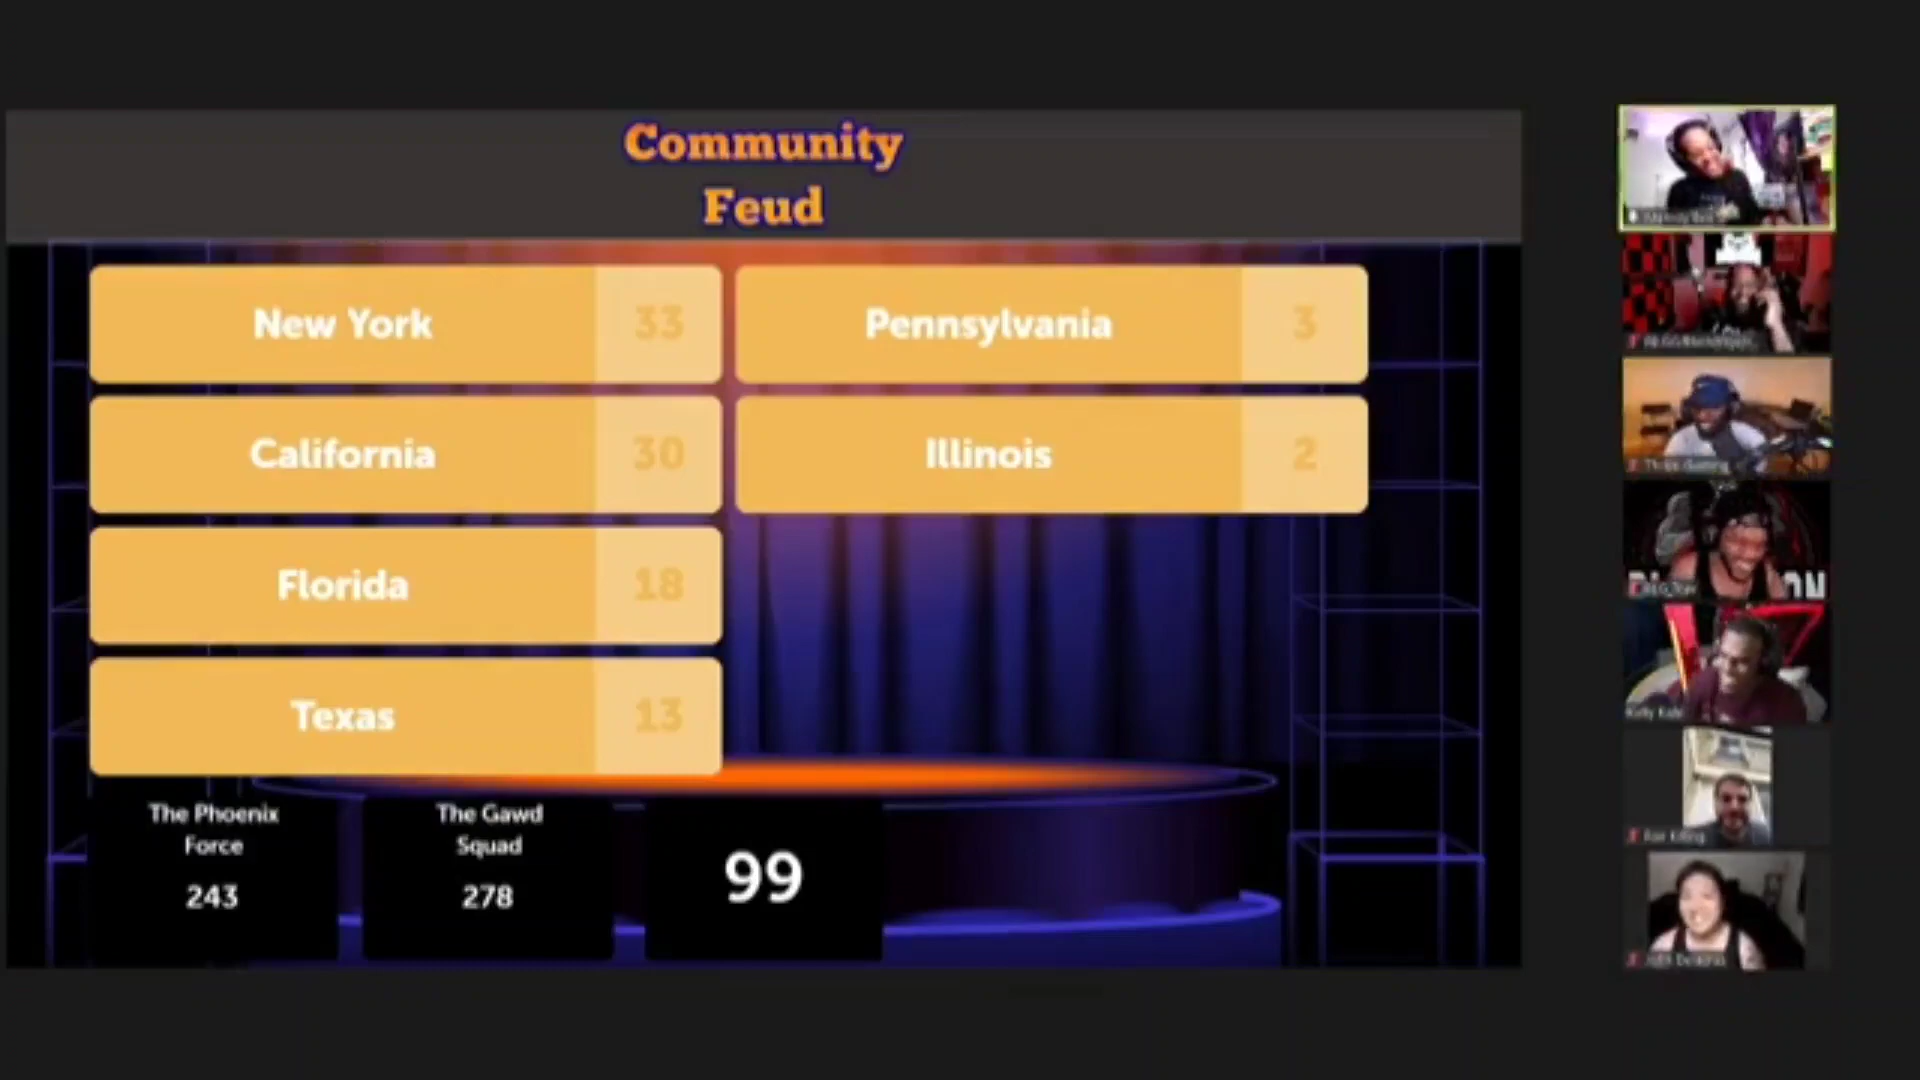 Community
Feud
New York 33
Pennsylvania 3
California 30
Illinois 2
Florida 18
Texas 13
The Phoenix
Force
243
The Gawd
Squad
278
99